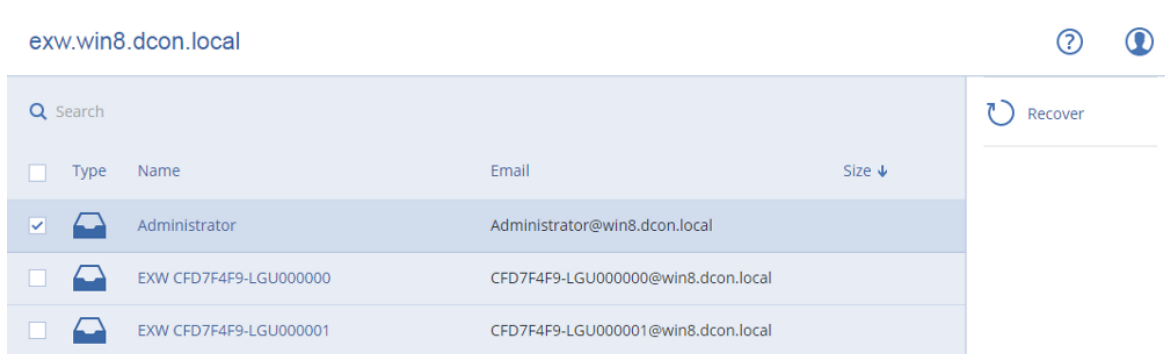 exw.win8.dcon.local
?
Search
Recover
Type Name Email Size
Administrator Administrator@win8.dcon.local
EXW CFD7F4F9-LGU000000 CFD7F4F9-LGU000000@win8.dcon.local
EXW CFD7F4F9-LGU000001 CFD7F4F9-LGU000001@win8.dcon.local